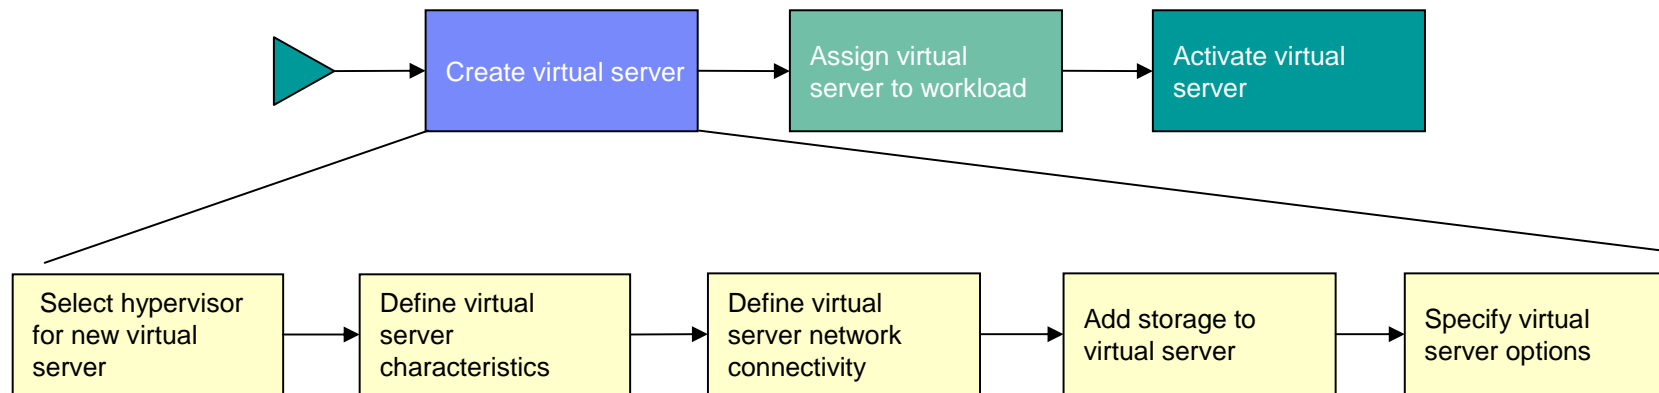 Create virtual server
Assign virtual
server to workload
Activate virtual
server
Select hypervisor
for new virtual
server
Define virtual
server
characteristics
Define virtual
server network
connectivity
Add storage to
virtual server
Specify virtual
server options